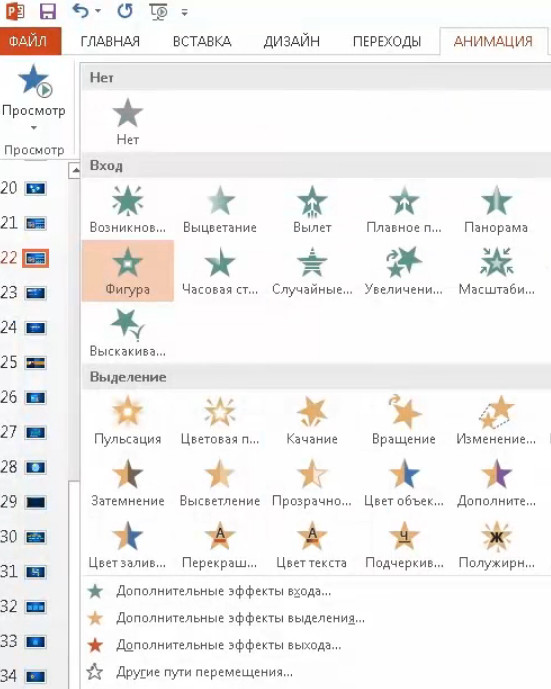 ФАЙЛ ГЛАВНАЯ ВСТАВКА ДИЗАЙН ПЕРЕХОДЫ АНИМАЦИЯ
Просмотр
Просмотр
20
21
22
23
24
25
26
27
28
29
30
31
32
33
34
Нет
Нет
Вход
Возникнов... Выцветание Вылет Плавное п... Панорама
Фигура Часовая ст... Случайные... Увеличени... Масштаби...
Выскакива...
Выделение
Пульсация Цветовая п... Качание Вращение Изменение...
Затемнение Высветление Прозрачно... Цвет объек... Дополните...
Цвет залив... Перекраш... Цвет текста Подчеркив... Полужирн...
Дополнительные эффекты входа...
Дополнительные эффекты выделения...
Дополнительные эффекты выхода...
Другие пути перемещения...